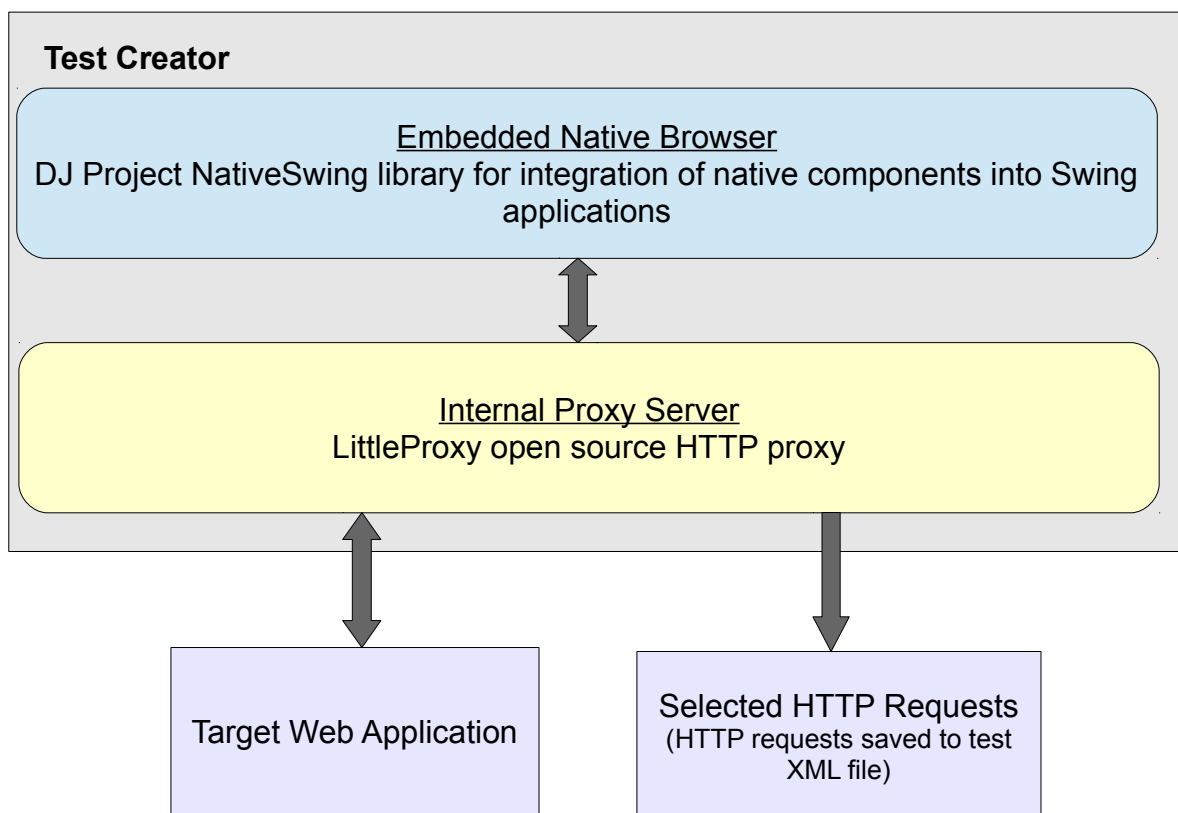 Test Creator
Embedded Native Browser
DJ Project NativeSwing library for integration of native components into Swing
applications
Internal Proxy Server
LittleProxy open source HTTP proxy
Target Web Application
Selected HTTP Requests
(HTTP requests saved to test
XML file)